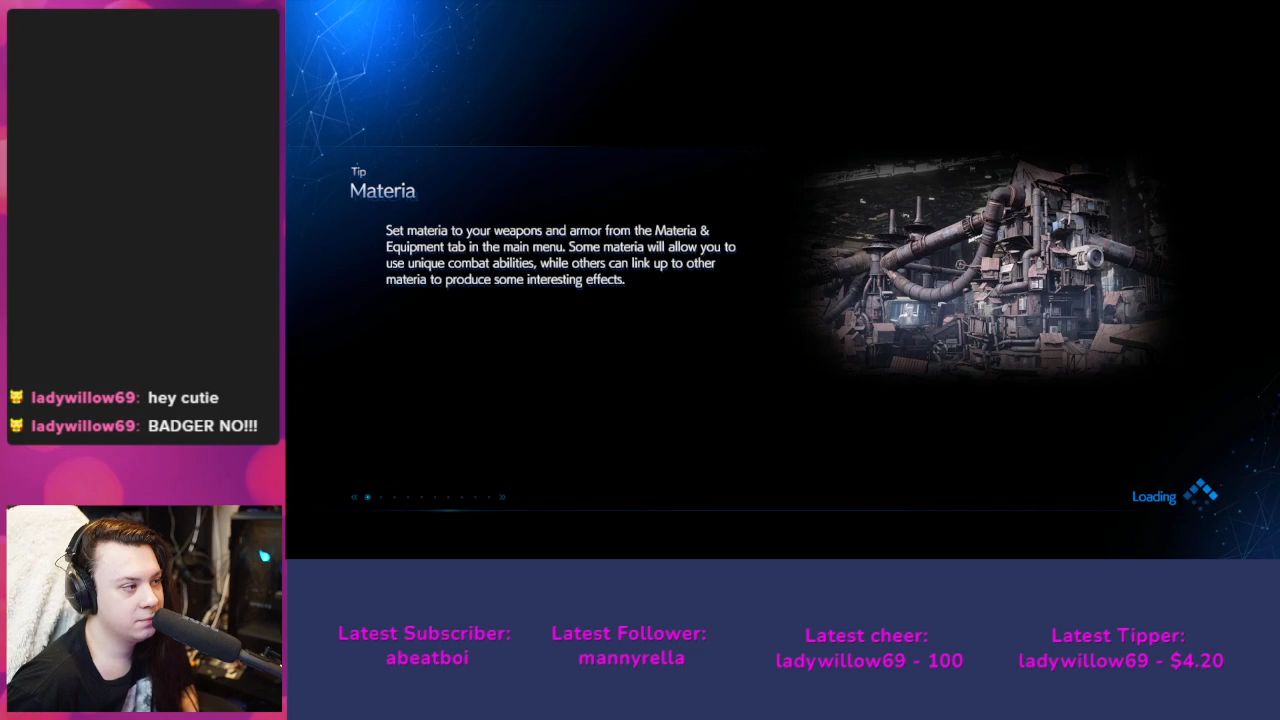 ladywillow69: hey cutie
ladywillow69: BADGER NO!!!
Tip
Materia
Set materia to your weapons and armor from the Materia &
Equipment tab in the main menu. Some materia will allow you to
use unique combat abilities, while others can link up to other
materia to produce some interesting effects.
Loading
Latest Subscriber:
abeatboi
Latest Follower:
mannyrella
Latest cheer:
ladywillow69 - 100
Latest Tipper:
ladywillow69 - $4.20